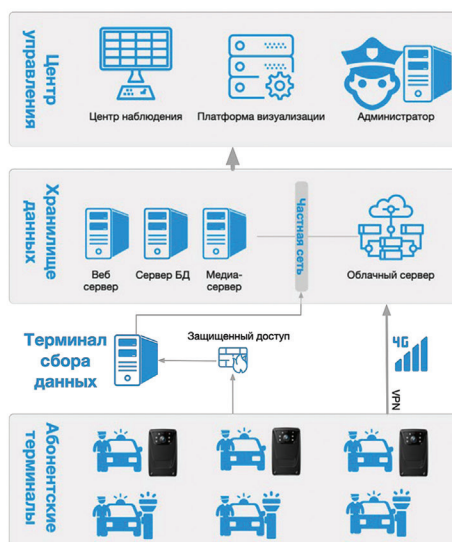 Центр
управления
Центр наблюдения
Платформа визуализации
Администратор
Хранилище
данных
Веб
сервер
Сервер БД
Медиа-
сервер
Частная сеть
Облачный сервер
Терминал
сбора
данных
Защищенный доступ
4G
VPN
Абонентские
терминалы